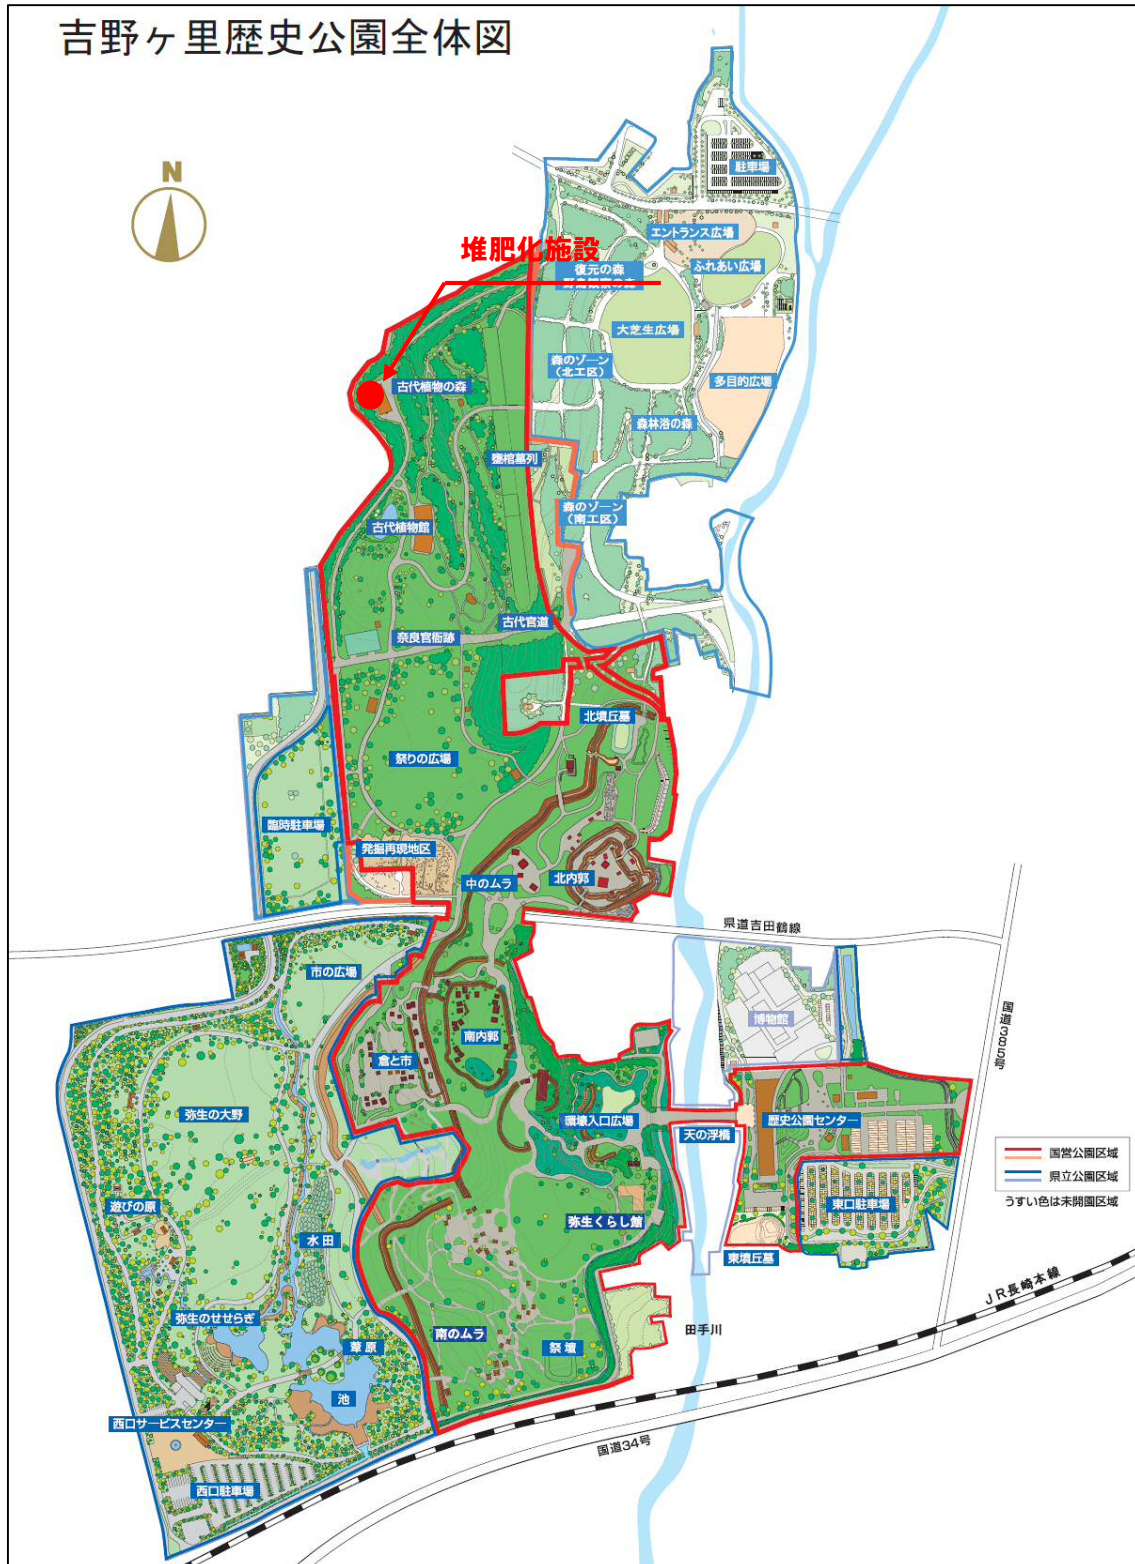 吉野ヶ里歴史公園全体図
N
駐車場
エントランス広場
堆肥化施設
復元の森
野鳥観察の森
ふれあい広場
大芝生広場
森のゾーン
(北工区)
多目的広場
古代植物の森
森林浴の森
甕棺墓列
森のゾーン
(南工区)
古代植物館
古代官道
奈良官衙跡
北墳丘墓
祭りの広場
臨時駐車場
発掘再現地区
中のムラ
北内郭
県道吉田鶴線
市の広場
国道385号
博物館
南内郭
倉と市
弥生の大野
環壕入口広場
天の浮橋
歴史公園センター
国営公園区域
県立公園区域
うすい色は未開園区域
遊びの原
水田
弥生くらし館
東口駐車場
東墳丘墓
JR長崎本線
弥生のせせらぎ
葦原
南のムラ
祭壇
田手川
池
西口サービスセンター
国道34号
西口駐車場